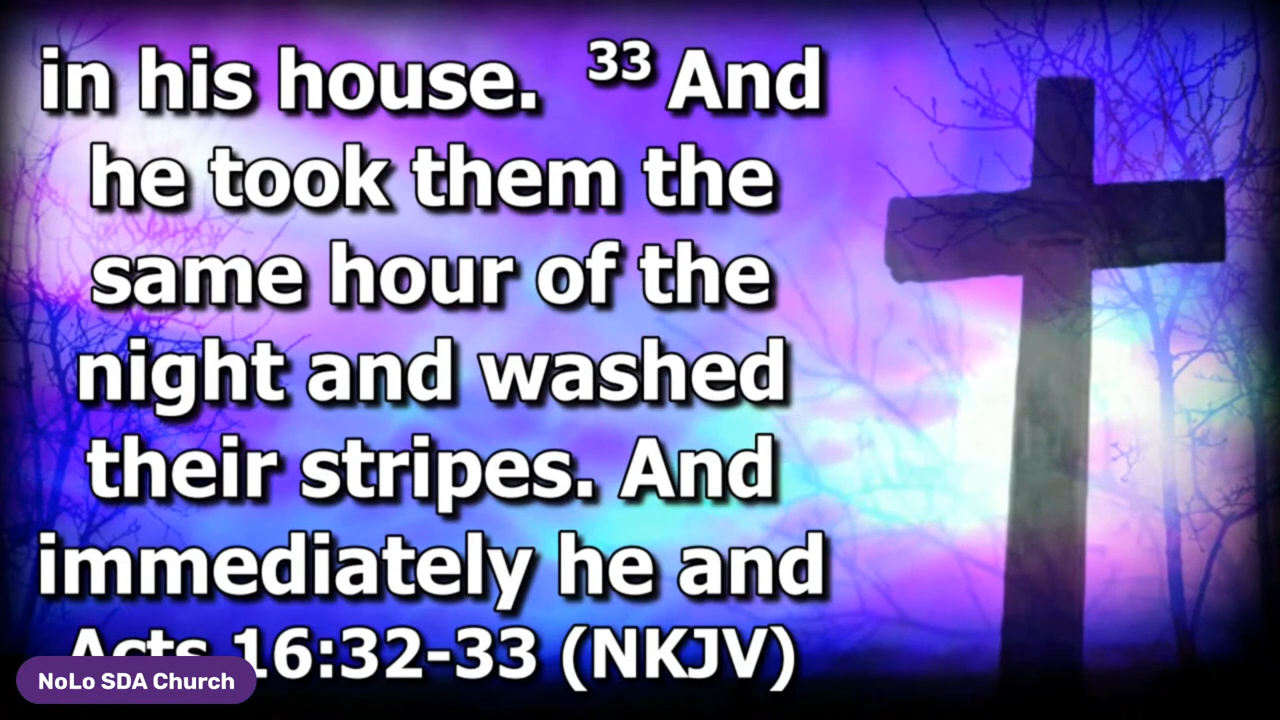 in his house. 33 And
he took them the
same hour of the
night and washed
their stripes. And
immediately he and
Acts 16:32-33 (NKJV)
NoLo SDA Church